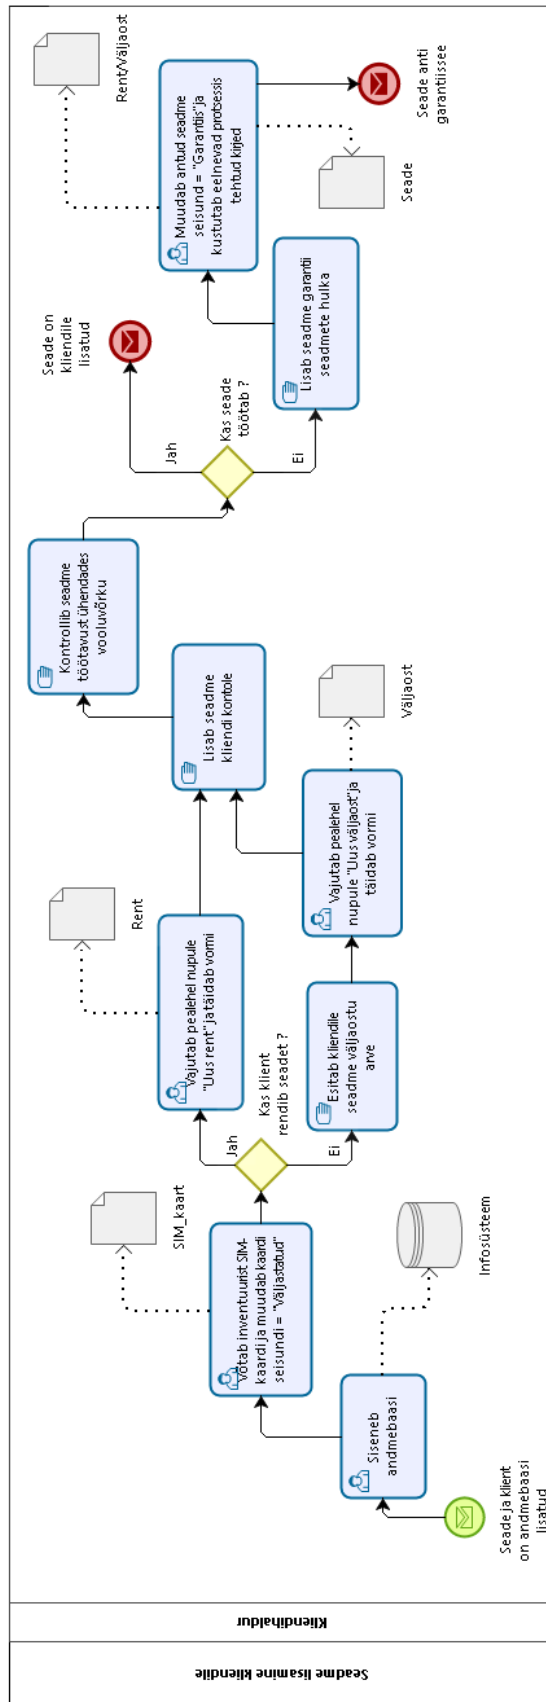 Seadme lisamine kliendile
Kliendihaldur
Seade ja klient
on andmebaasi
lisatud
Siseneb
andmebaasi
Infosüsteem
Võtab inventuurist SIM-
kaardi ja muudab kaardi
seisundi = "Väljastatud"
SIM_kaart
Kas klient
rendib seadet ?
Jah
Ei
Vajutab pealehel nupule
"Uus rent" ja täidab vormi
Rent
Esitab kliendile
seadme väljaostu
arve
Vajutab pealehel
nupule "Uus väljaost" ja
täidab vormi
Väljaost
Lisab seadme
kliendi kontole
Kontrollib seadme
töötavust ühendades
vooluvõrku
Kas seade
töötab ?
Jah
Ei
Seade on
kliendile
lisatud
Lisab seadme garantii
seadmete hulka
Muudab antud seadme
seisund = "Garantiis" ja
kustutab eelnevad protsessis
tehtud kirjed
Rent/Väljaost
Seade
Seade anti
garantiissee